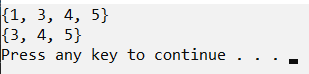 {1, 3, 4, 5}
{3, 4, 5}
Press any key to continue . . .